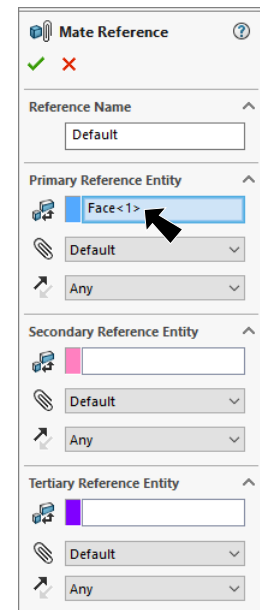 Mate Reference
Reference Name
Default
Primary Reference Entity
Face<1>
Default
Any
Secondary Reference Entity
Default
Any
Tertiary Reference Entity
Default
Any